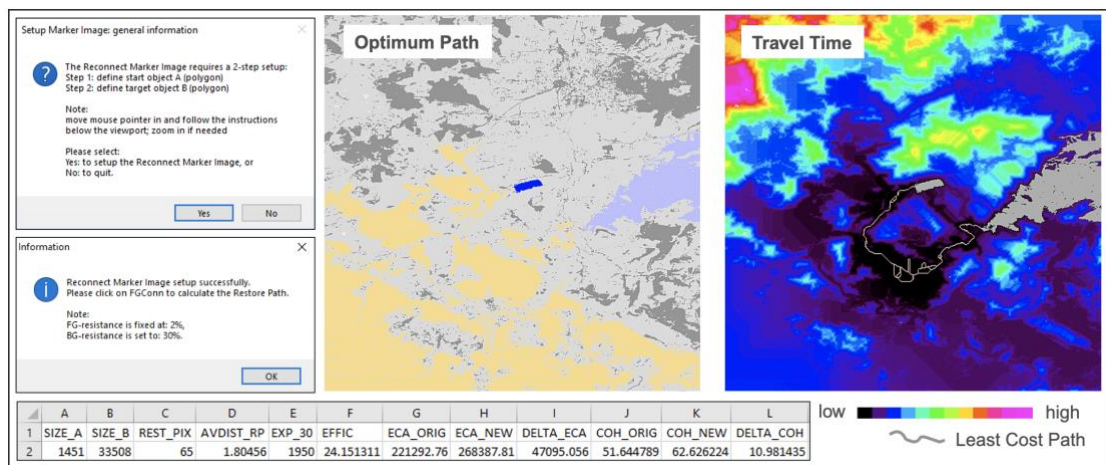 Setup Marker Image: general information
The Reconnect Marker Image requires a 2-step setup:
Step 1: define start object A (polygon)
Step 2: define target object B (polygon)
Note:
move mouse pointer in and follow the instructions
below the viewport; zoom in if needed
Please select:
Yes: to setup the Reconnect Marker Image, or
No: to quit.
Yes No
Information
Reconnect Marker Image setup successfully.
Please click on FGConn to calculate the Restore Path.
Note:
FG-resistance is fixed at: 2%,
BG-resistance is set to: 30%.
OK
Optimum Path
Travel Time
A B C D E F G H I J K L
1 SIZE_A SIZE_B REST_PIX AVDIST_RP EXP_30 EFFIC ECA_ORIG ECA_NEW DELTA_ECA COH_ORIG COH_NEW DELTA_COH
2 1451 33508 65 1.80456 1950 24.151311 221292.76 268387.81 47095.056 51.644789 62.626224 10.981435
low high
Least Cost Path